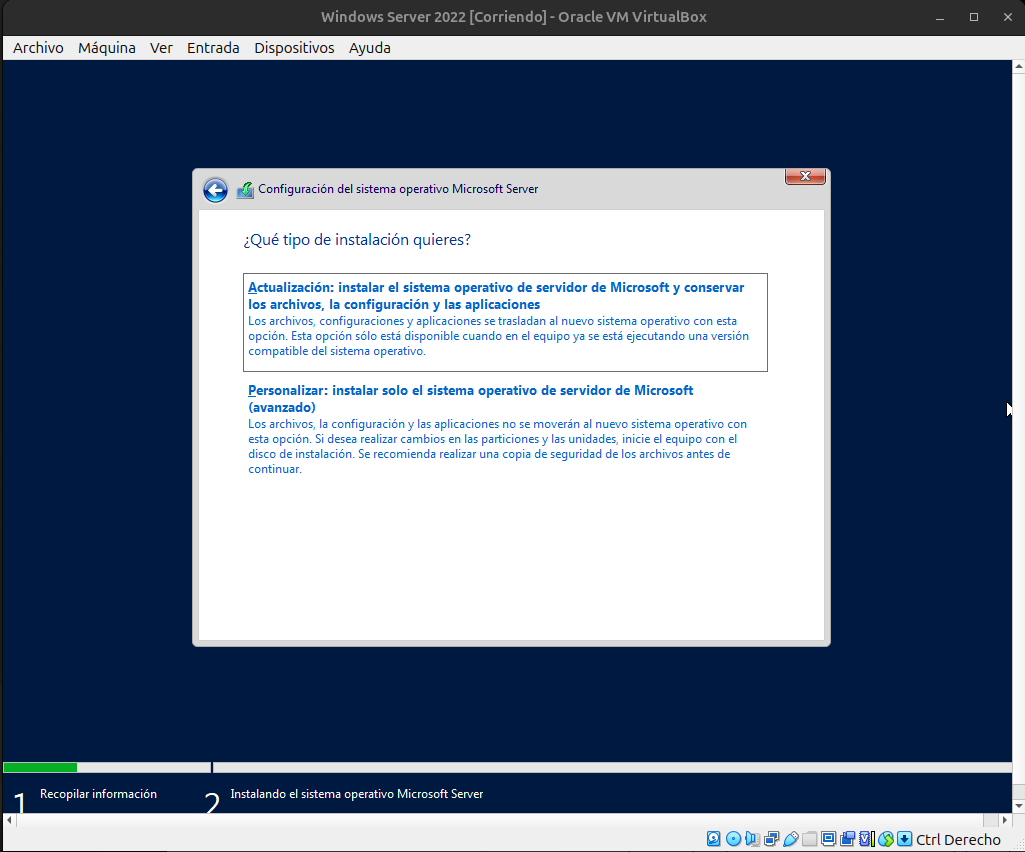 Windows Server 2022 [Corriendo] - Oracle VM VirtualBox
Archivo Máquina Ver Entrada Dispositivos Ayuda
Configuración del sistema operativo Microsoft Server
¿Qué tipo de instalación quieres?
Actualización: instalar el sistema operativo de servidor de Microsoft y conservar
los archivos, la configuración y las aplicaciones
Los archivos, configuraciones y aplicaciones se trasladan al nuevo sistema operativo con esta
opción. Esta opción sólo está disponible cuando en el equipo ya se está ejecutando una versión
compatible del sistema operativo.
Personalizar: instalar solo el sistema operativo de servidor de Microsoft
(avanzado)
Los archivos, la configuración y las aplicaciones no se moverán al nuevo sistema operativo con
esta opción. Si desea realizar cambios en las particiones y las unidades, inicie el equipo con el
disco de instalación. Se recomienda realizar una copia de seguridad de los archivos antes de
continuar.
1 Recopilar información
2 Instalando el sistema operativo Microsoft Server
Ctrl Derecho